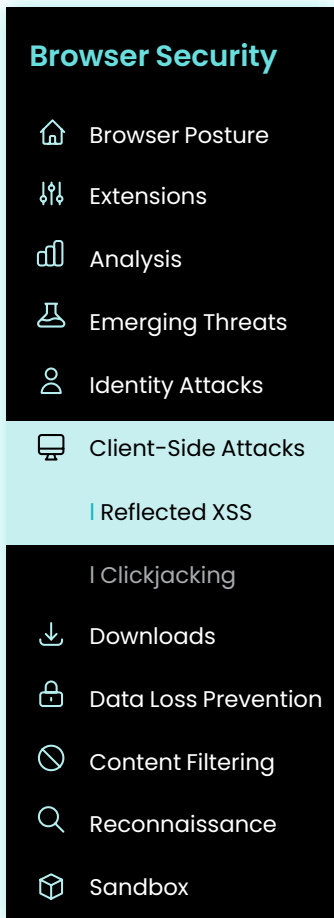 Browser Security
Browser Posture
Extensions
Analysis
Emerging Threats
Identity Attacks
Client-Side Attacks
| Reflected XSS
| Clickjacking
Downloads
Data Loss Prevention
Content Filtering
Reconnaissance
Sandbox